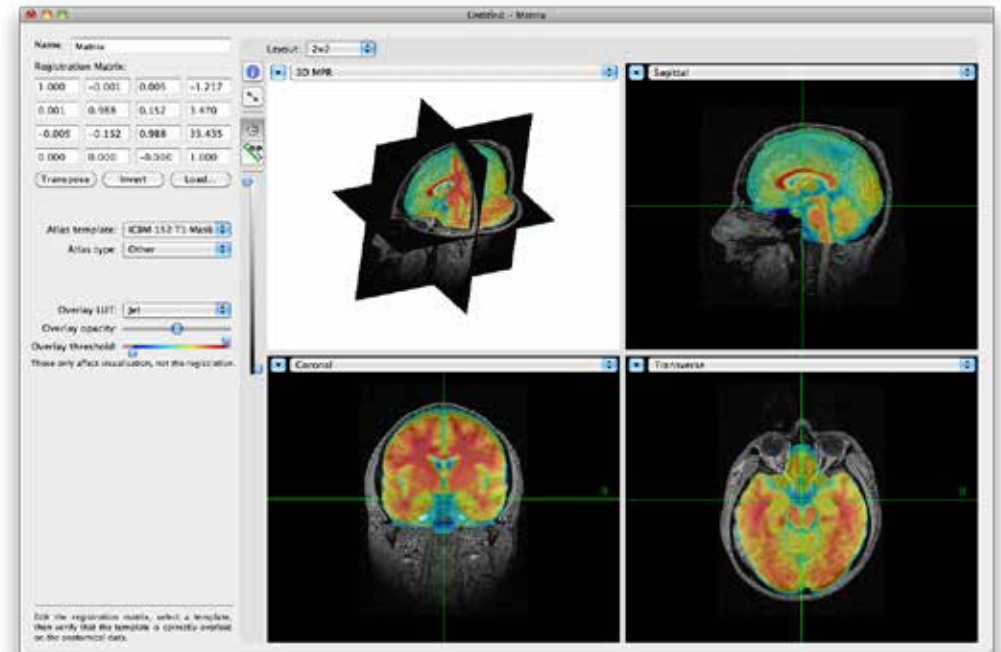 Untitled - Matrix
Name: Matrix
Layout: 2x2
Registration Matrix:
1.000 -0.001 0.005 -1.217
0.001 0.988 0.152 3.470
-0.005 -0.152 0.988 35.435
0.000 0.000 -0.000 1.000
Transpose Invert Load...
Atlas template: ICBM 152 T1 Mask
Atlas type: Other
Overlay LUT: Jet
Overlay opacity:
Overlay threshold:
These only affect visualization, not the registration.
3D MPR
Sagittal
Coronal
Transverse
R
R
Edit the registration matrix, select a template,
then verify that the template is correctly overlaid
on the anatomical data.